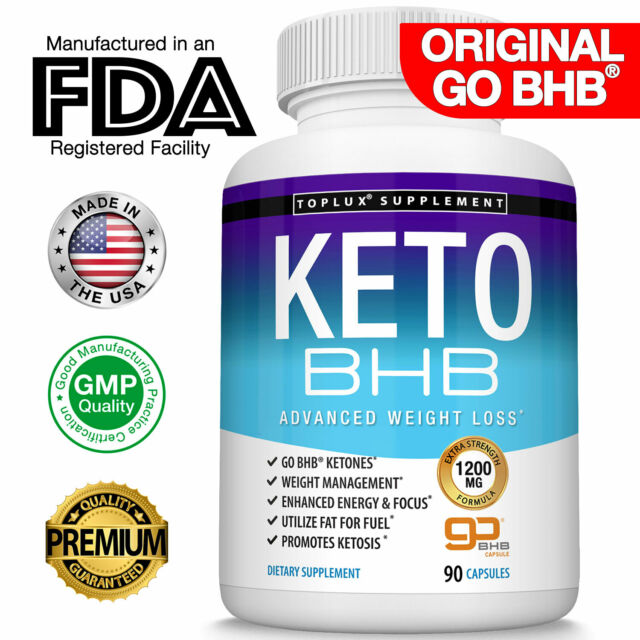 Manufactured in an
FDA
Registered Facility
ORIGINAL
GO BHB®
MADE IN
THE USA
Good Manufacturing
Practice Certification
GMP
Quality
QUALITY
PREMIUM
GUARANTEED
TOPLUX® SUPPLEMENT
KETO
BHB
ADVANCED WEIGHT LOSS*
✓ GO BHB® KETONES*
✓ WEIGHT MANAGEMENT*
✓ ENHANCED ENERGY & FOCUS*
✓ UTILIZE FAT FOR FUEL*
✓ PROMOTES KETOSIS*
EXTRA STRENGTH
1200
MG
FORMULA
go®
BHB
CAPSULE
DIETARY SUPPLEMENT
90 CAPSULES